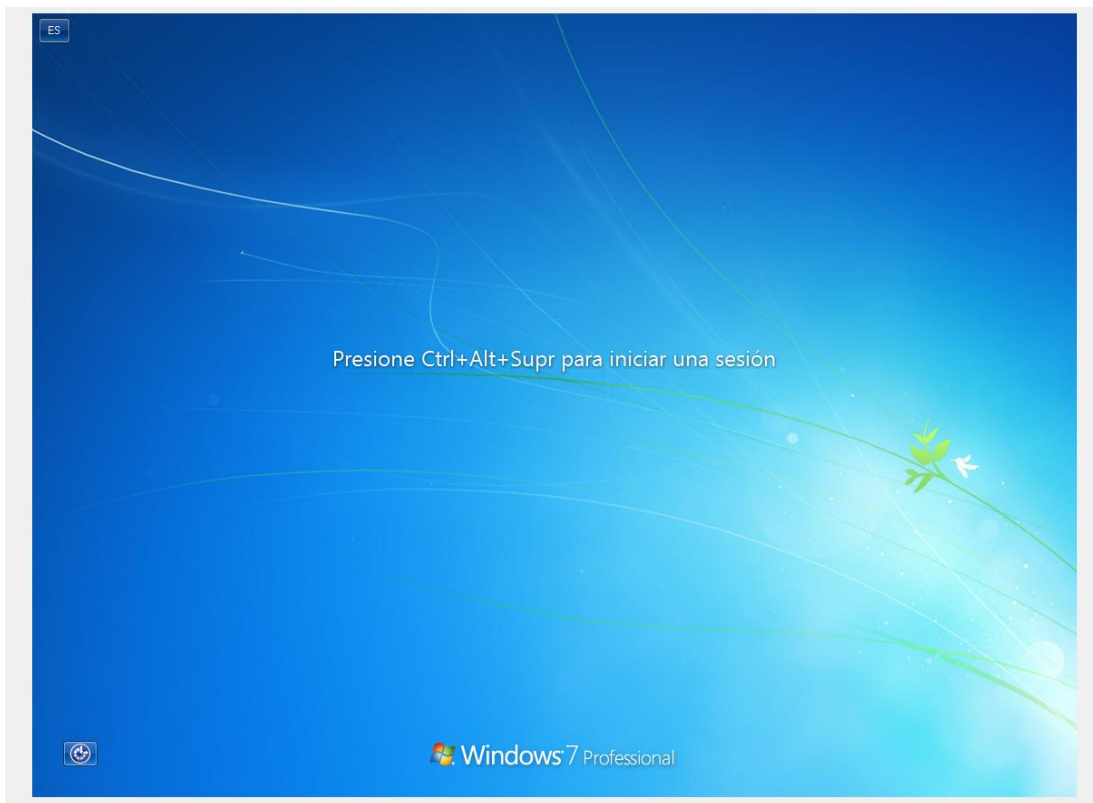 ES
Presione Ctrl+Alt+Supr para iniciar una sesión
Windows 7 Professional